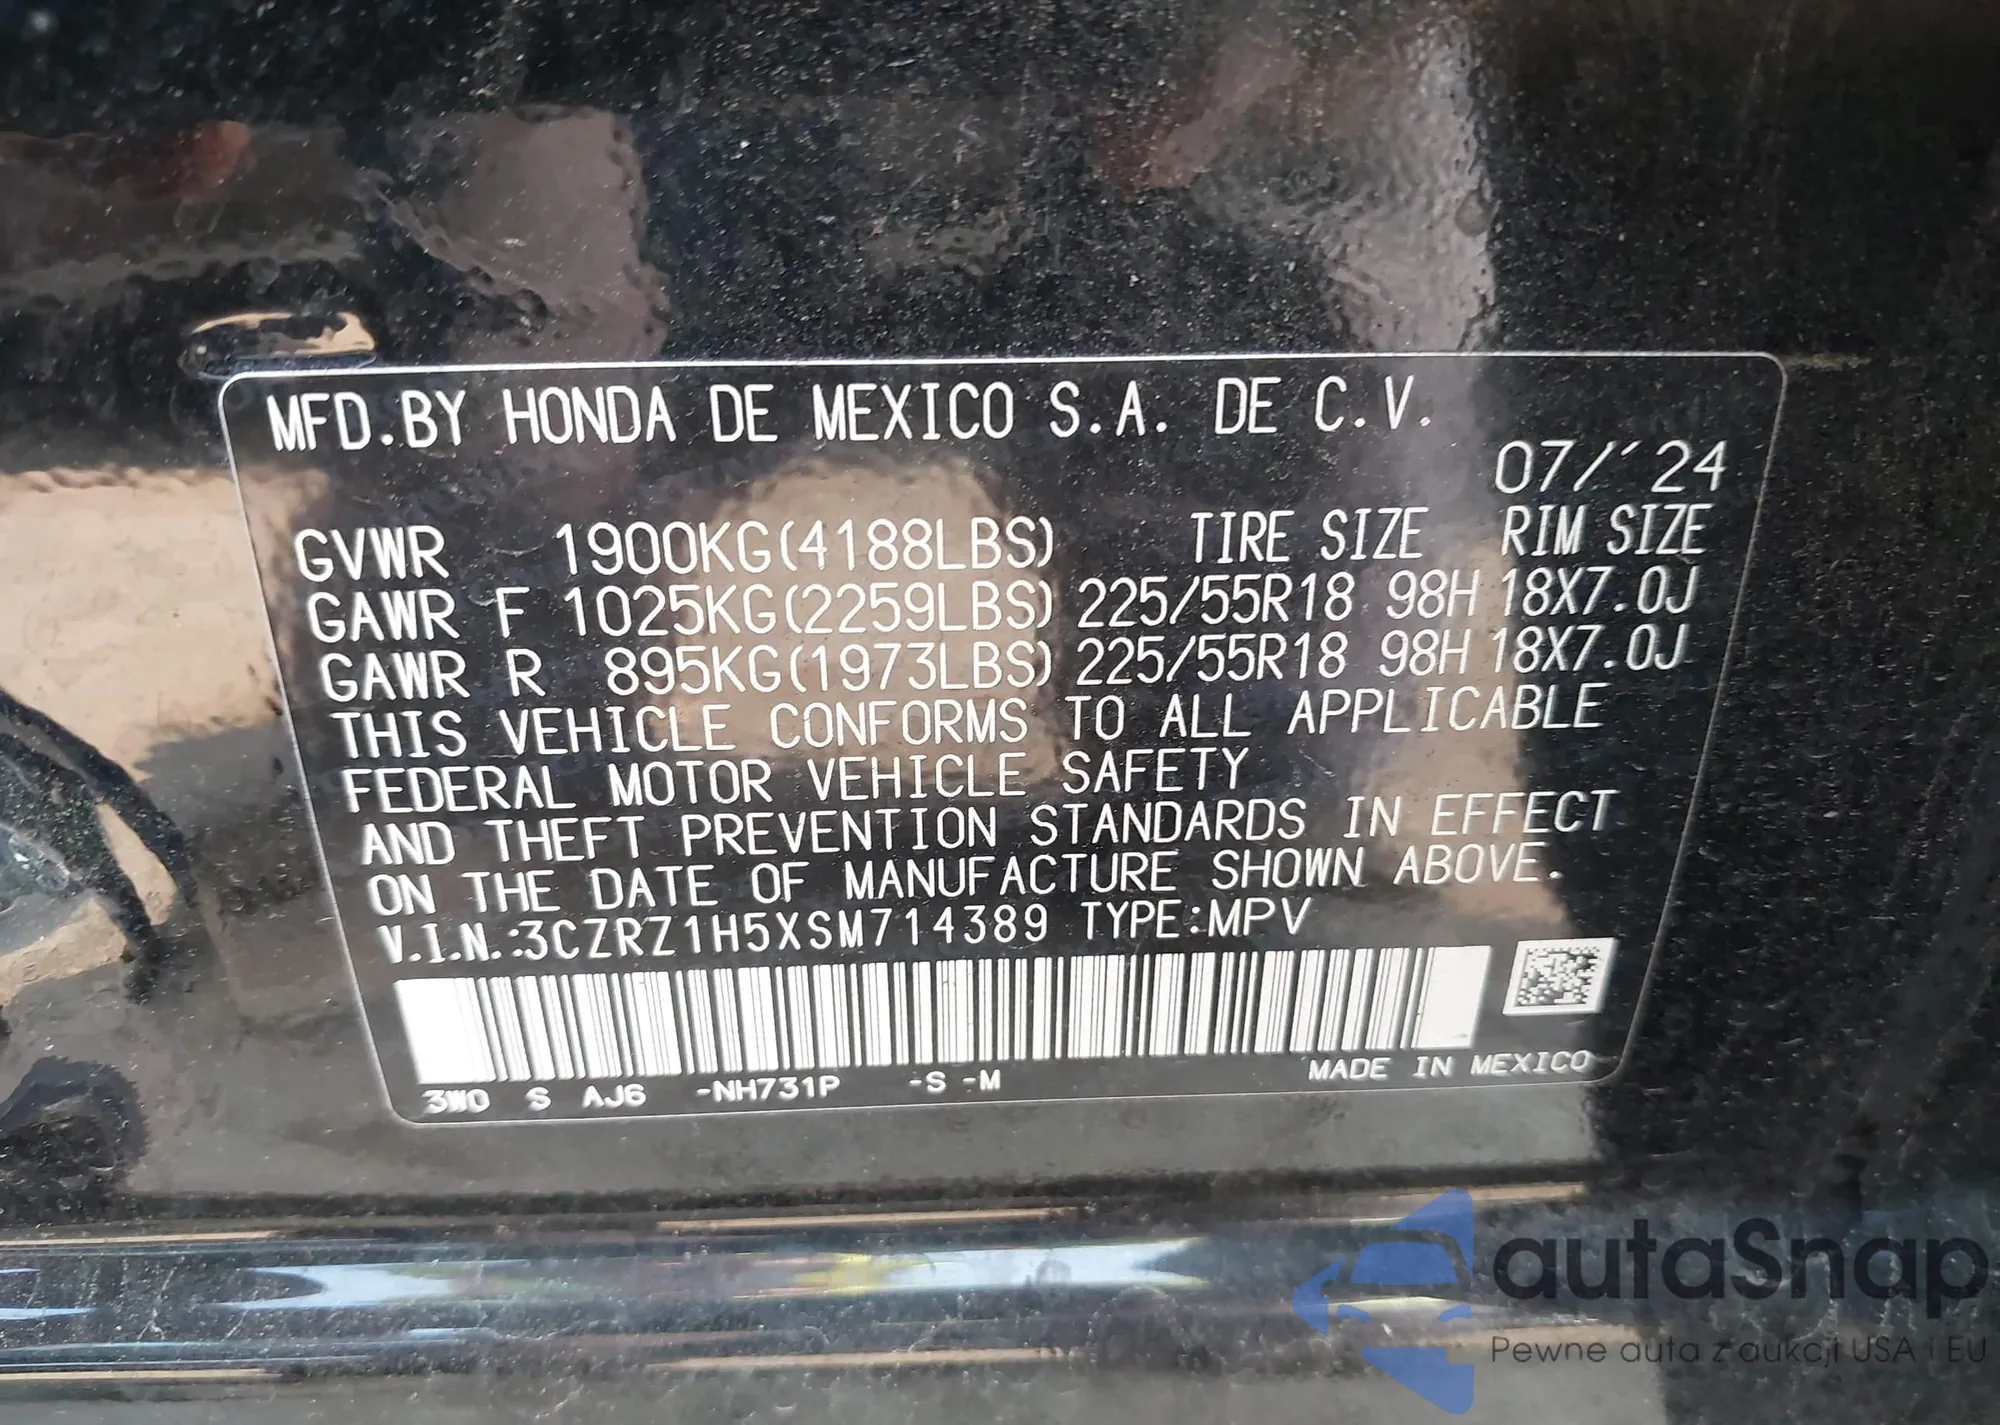 MFD.BY HONDA DE MEXICO S.A. DE C.V.
07/´24
GVWR 1900KG(4188LBS) TIRE SIZE RIM SIZE
GAWR F 1025KG(2259LBS) 225/55R18 98H 18X7.0J
GAWR R 895KG(1973LBS) 225/55R18 98H 18X7.0J
THIS VEHICLE CONFORMS TO ALL APPLICABLE
FEDERAL MOTOR VEHICLE SAFETY
AND THEFT PREVENTION STANDARDS IN EFFECT
ON THE DATE OF MANUFACTURE SHOWN ABOVE.
V.I.N.:3CZRZ1H5XSM714389 TYPE:MPV
3W0 S AJ6 -NH731P -S -M MADE IN MEXICO
autaSnap
Pewne auta z aukcji USA i EU